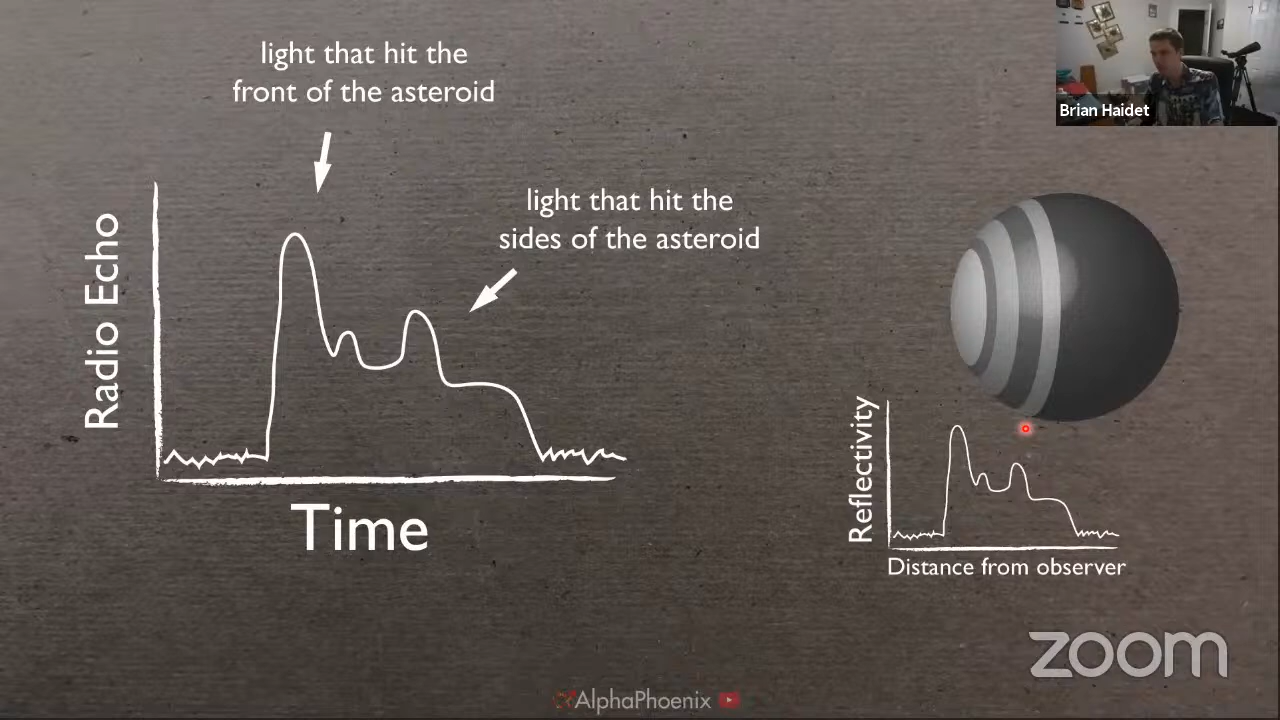 light that hit the
front of the asteroid
Brian Haidet
light that hit the
sides of the asteroid
Radio Echo
Time
Reflectivity
Distance from observer
zoom
AlphaPhoenix